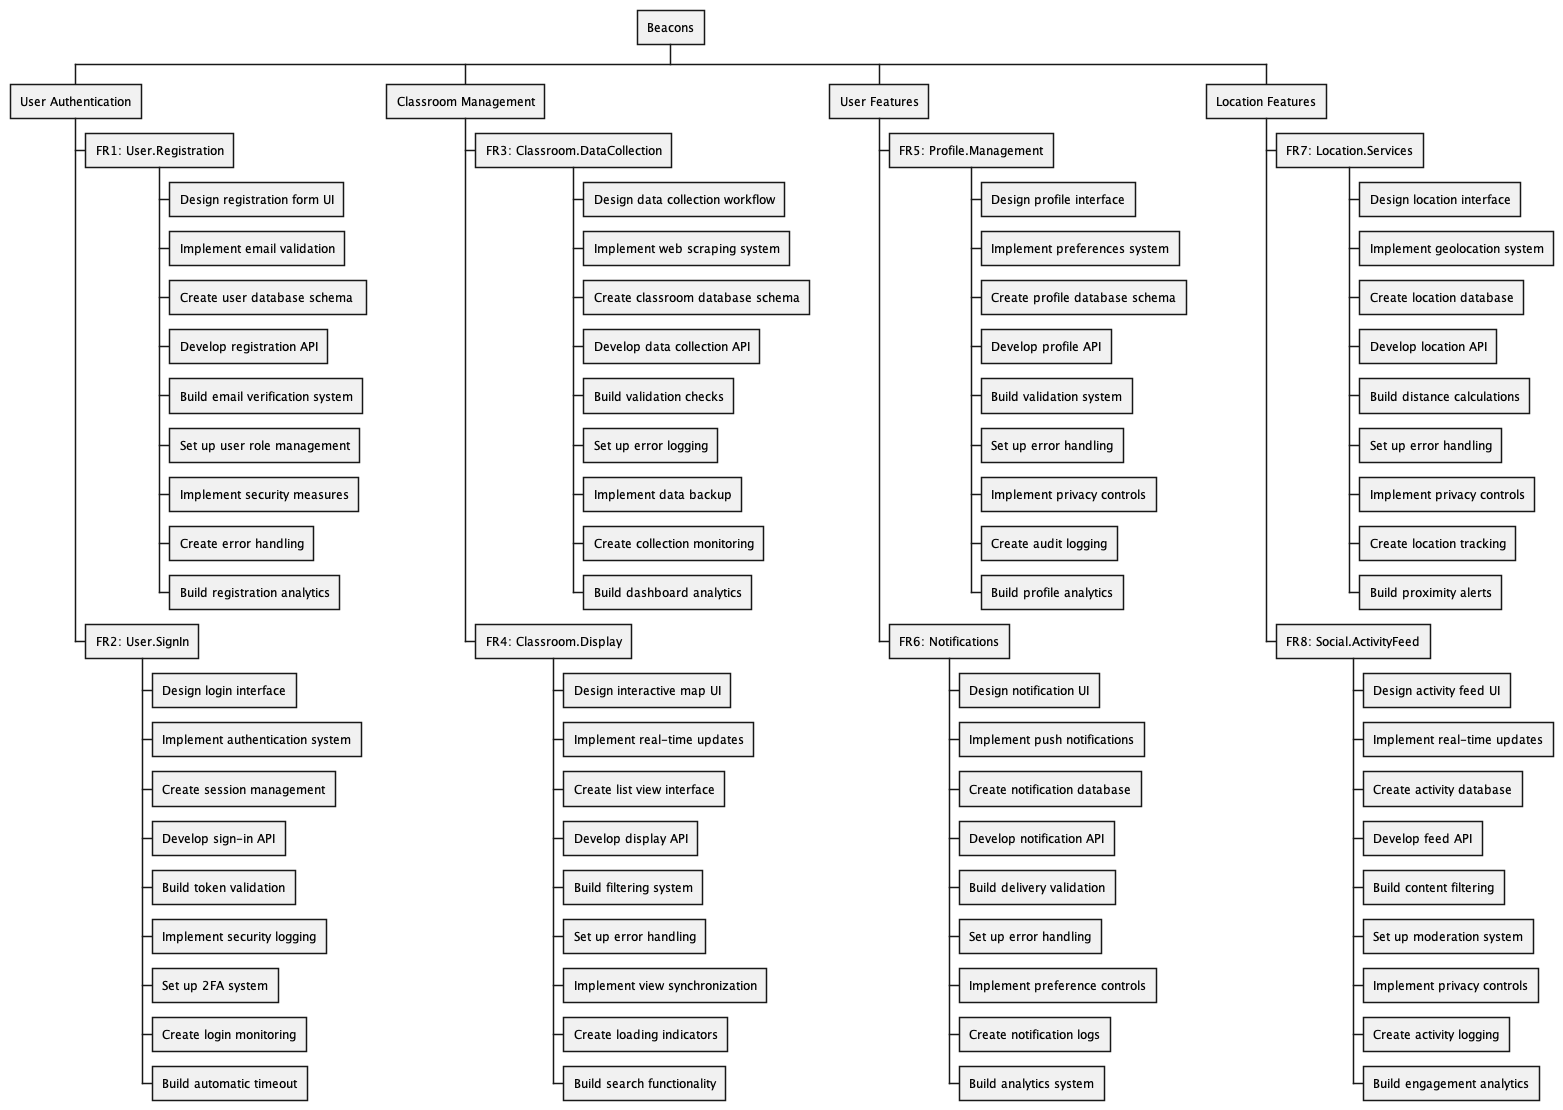 Beacons
User Authentication
FR1: User.Registration
Design registration form UI
Implement email validation
Create user database schema
Develop registration API
Build email verification system
Set up user role management
Implement security measures
Create error handling
Build registration analytics
FR2: User.SignIn
Design login interface
Implement authentication system
Create session management
Develop sign-in API
Build token validation
Implement security logging
Set up 2FA system
Create login monitoring
Build automatic timeout
Classroom Management
FR3: Classroom.DataCollection
Design data collection workflow
Implement web scraping system
Create classroom database schema
Develop data collection API
Build validation checks
Set up error logging
Implement data backup
Create collection monitoring
Build dashboard analytics
FR4: Classroom.Display
Design interactive map UI
Implement real-time updates
Create list view interface
Develop display API
Build filtering system
Set up error handling
Implement view synchronization
Create loading indicators
Build search functionality
User Features
FR5: Profile.Management
Design profile interface
Implement preferences system
Create profile database schema
Develop profile API
Build validation system
Set up error handling
Implement privacy controls
Create audit logging
Build profile analytics
FR6: Notifications
Design notification UI
Implement push notifications
Create notification database
Develop notification API
Build delivery validation
Set up error handling
Implement preference controls
Create notification logs
Build analytics system
Location Features
FR7: Location.Services
Design location interface
Implement geolocation system
Create location database
Develop location API
Build distance calculations
Set up error handling
Implement privacy controls
Create location tracking
Build proximity alerts
FR8: Social.ActivityFeed
Design activity feed UI
Implement real-time updates
Create activity database
Develop feed API
Build content filtering
Set up moderation system
Implement privacy controls
Create activity logging
Build engagement analytics